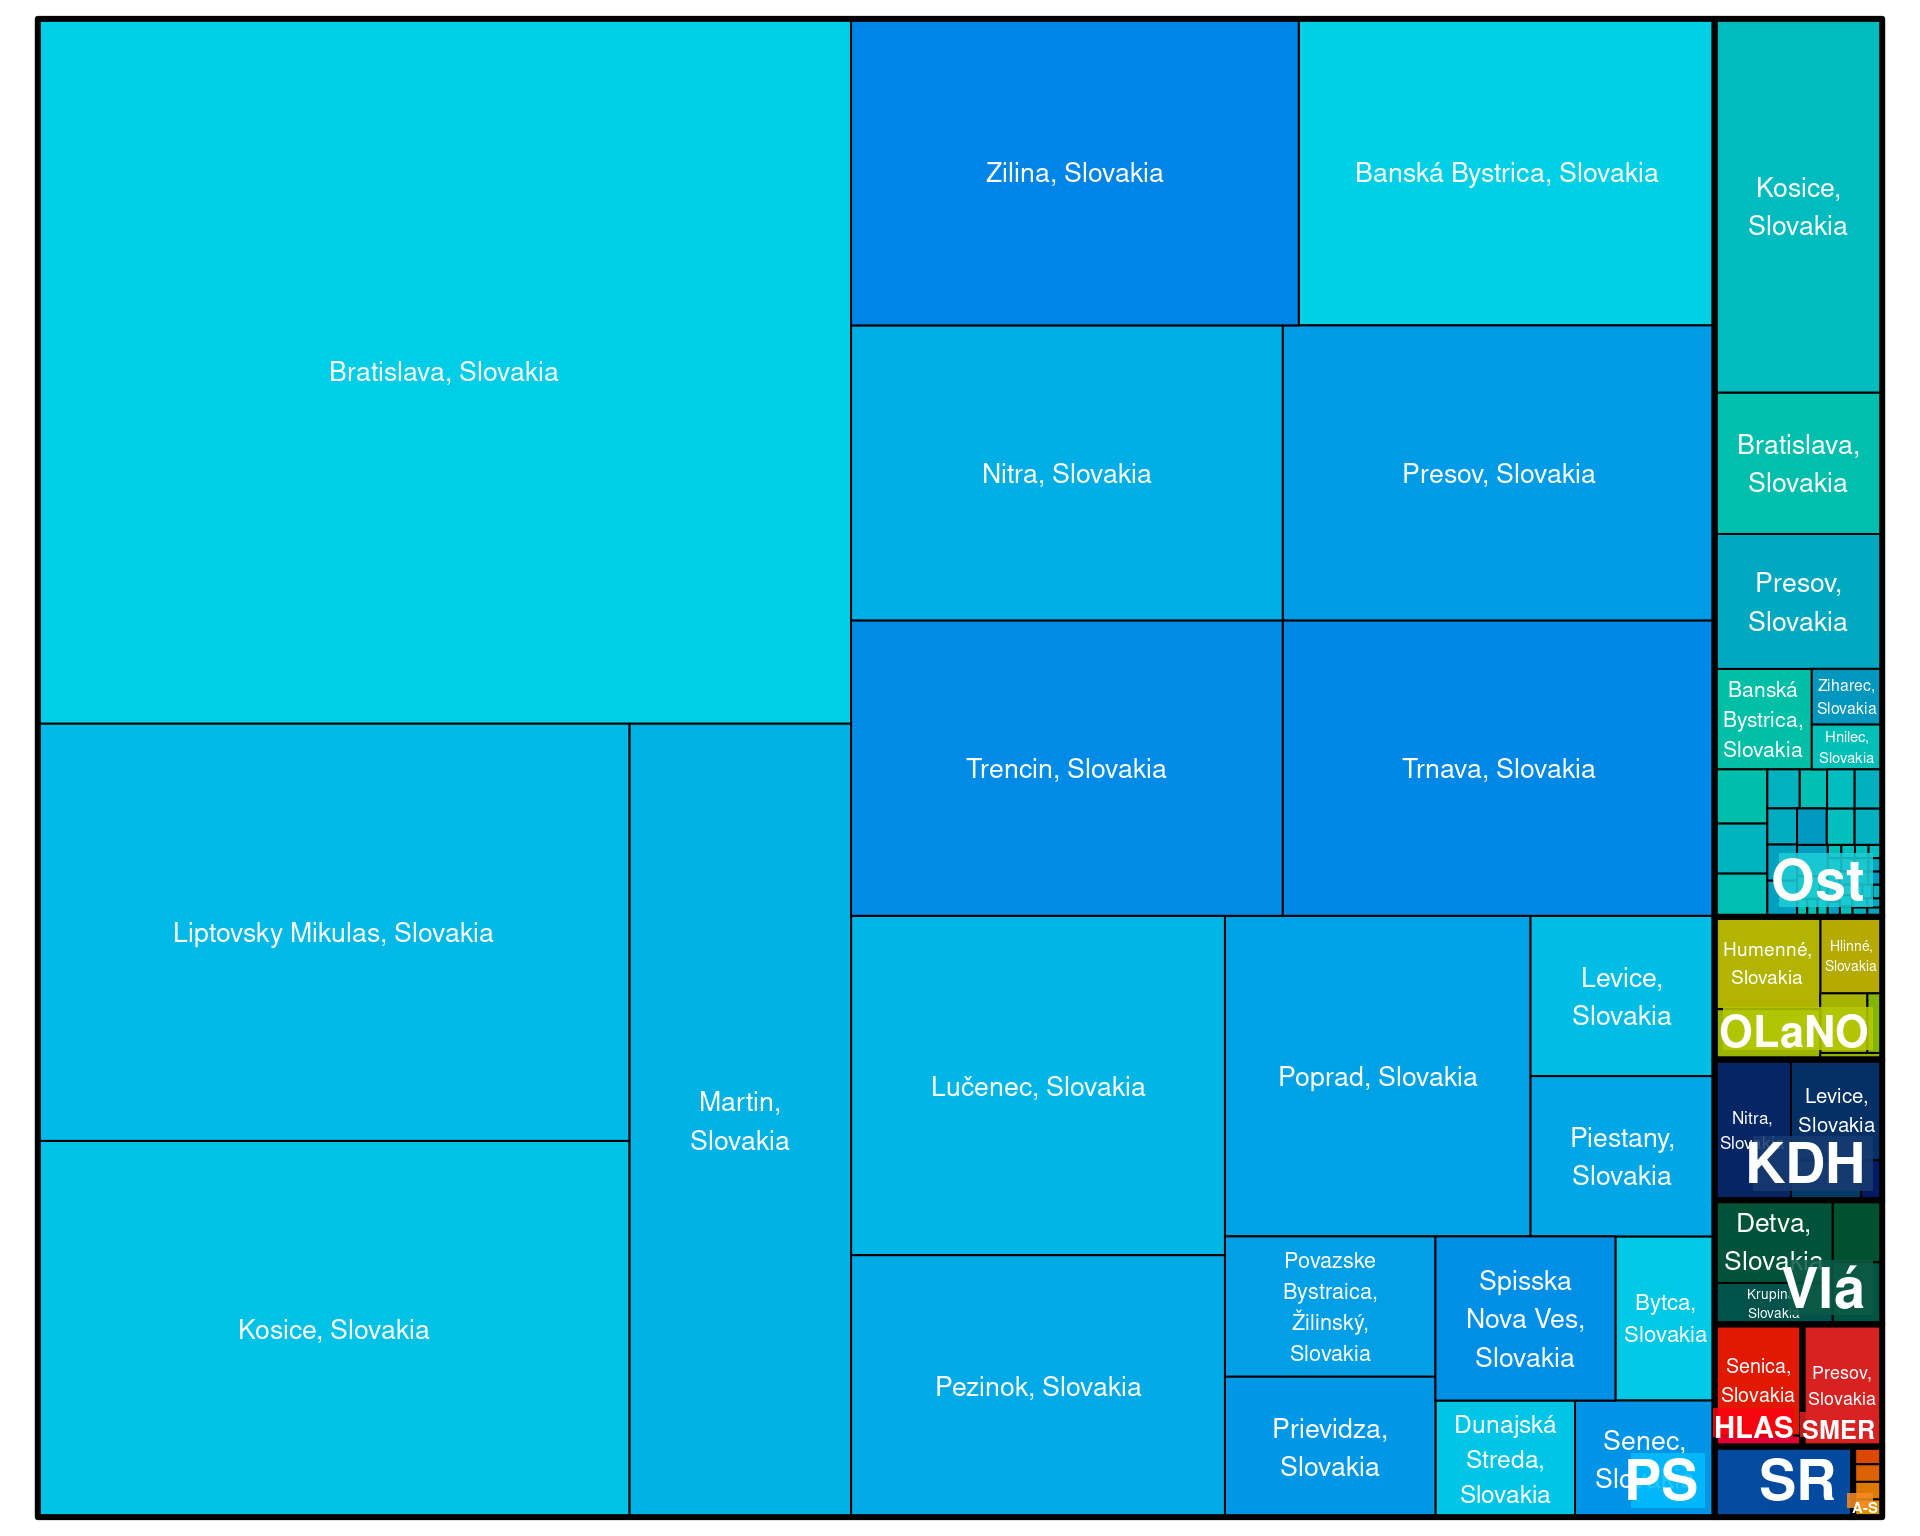 Bratislava, Slovakia
Liptovsky Mikulas, Slovakia
Kosice, Slovakia
Martin,
Slovakia
Zilina, Slovakia
Banská Bystrica, Slovakia
Nitra, Slovakia
Presov, Slovakia
Trencin, Slovakia
Trnava, Slovakia
Lučenec, Slovakia
Pezinok, Slovakia
Poprad, Slovakia
Levice,
Slovakia
Piestany,
Slovakia
Povazske
Bystraica,
Žilinský,
Slovakia
Prievidza,
Slovakia
Spisska
Nova Ves,
Slovakia
Bytca,
Slovakia
Dunajská
Streda,
Slovakia
Senec,
PS
Kosice,
Slovakia
Bratislava,
Slovakia
Presov,
Slovakia
Banská
Bystrica,
Slovakia
Ziharec,
Slovakia
Hnilec,
Slovakia
Ost
Humenné,
Slovakia
Hlinné,
Slovakia
OLaNO
Nitra,
Levice,
Slovakia
KDH
Detva,
Slovakia
Slovakia
Vlá
Senica,
Slovakia
HLAS
Presov,
Slovakia
SMER
SR
A-S